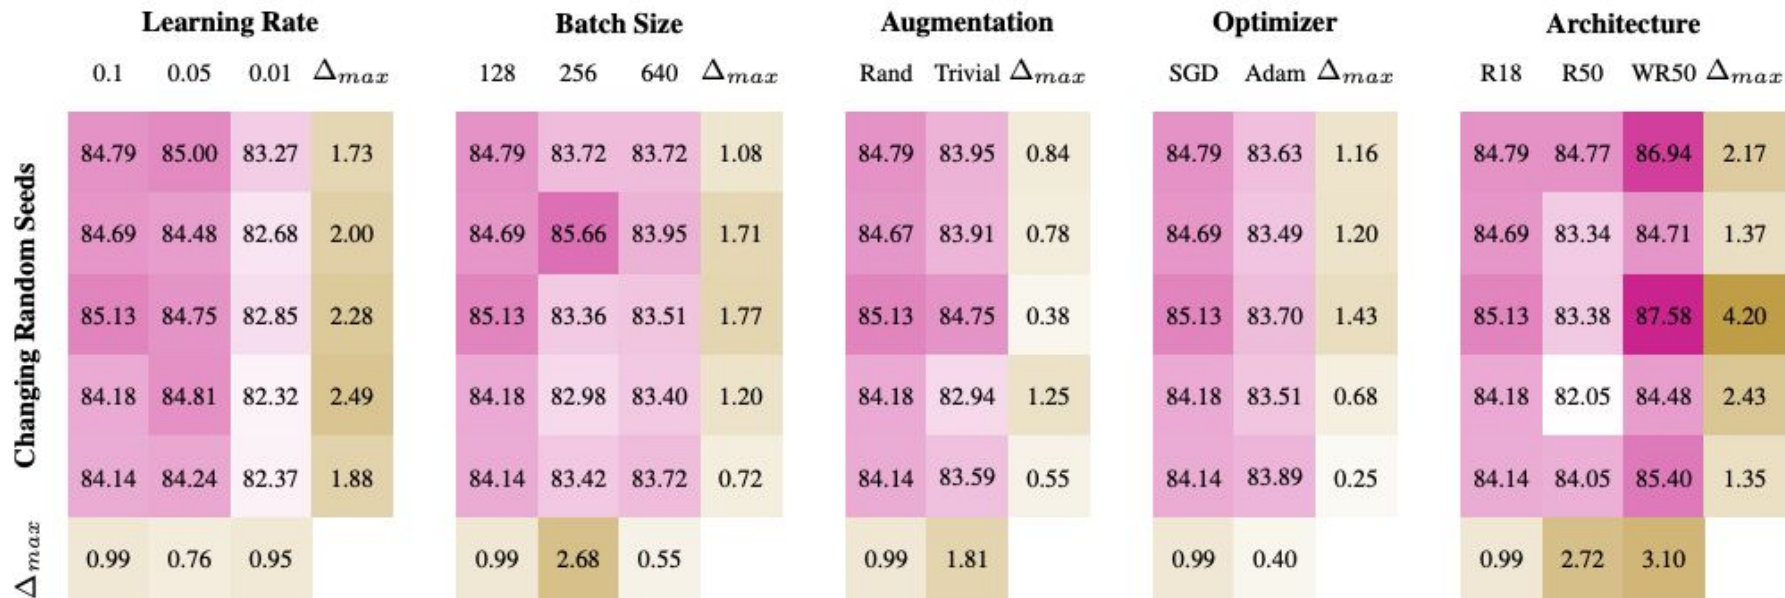 Learning Rate Batch Size Augmentation Optimizer Architecture
0.1 0.05 0.01 Δmax 128 256 640 Δmax Rand Trivial Δmax SGD Adam Δmax R18 R50 WR50 Δmax
84.79 85.00 83.27 1.73 84.79 83.72 83.72 1.08 84.79 83.95 0.84 84.79 83.63 1.16 84.79 84.77 86.94 2.17
84.69 84.48 82.68 2.00 84.69 85.66 83.95 1.71 84.67 83.91 0.78 84.69 83.49 1.20 84.69 83.34 84.71 1.37
85.13 84.75 82.85 2.28 85.13 83.36 83.51 1.77 85.13 84.75 0.38 85.13 83.70 1.43 85.13 83.38 87.58 4.20
84.18 84.81 82.32 2.49 84.18 82.98 83.40 1.20 84.18 82.94 1.25 84.18 83.51 0.68 84.18 82.05 84.48 2.43
84.14 84.24 82.37 1.88 84.14 83.42 83.72 0.72 84.14 83.59 0.55 84.14 83.89 0.25 84.14 84.05 85.40 1.35
0.99 0.76 0.95 0.99 2.68 0.55 0.99 1.81 0.99 0.40 0.99 2.72 3.10
Changing Random Seeds
Δmax